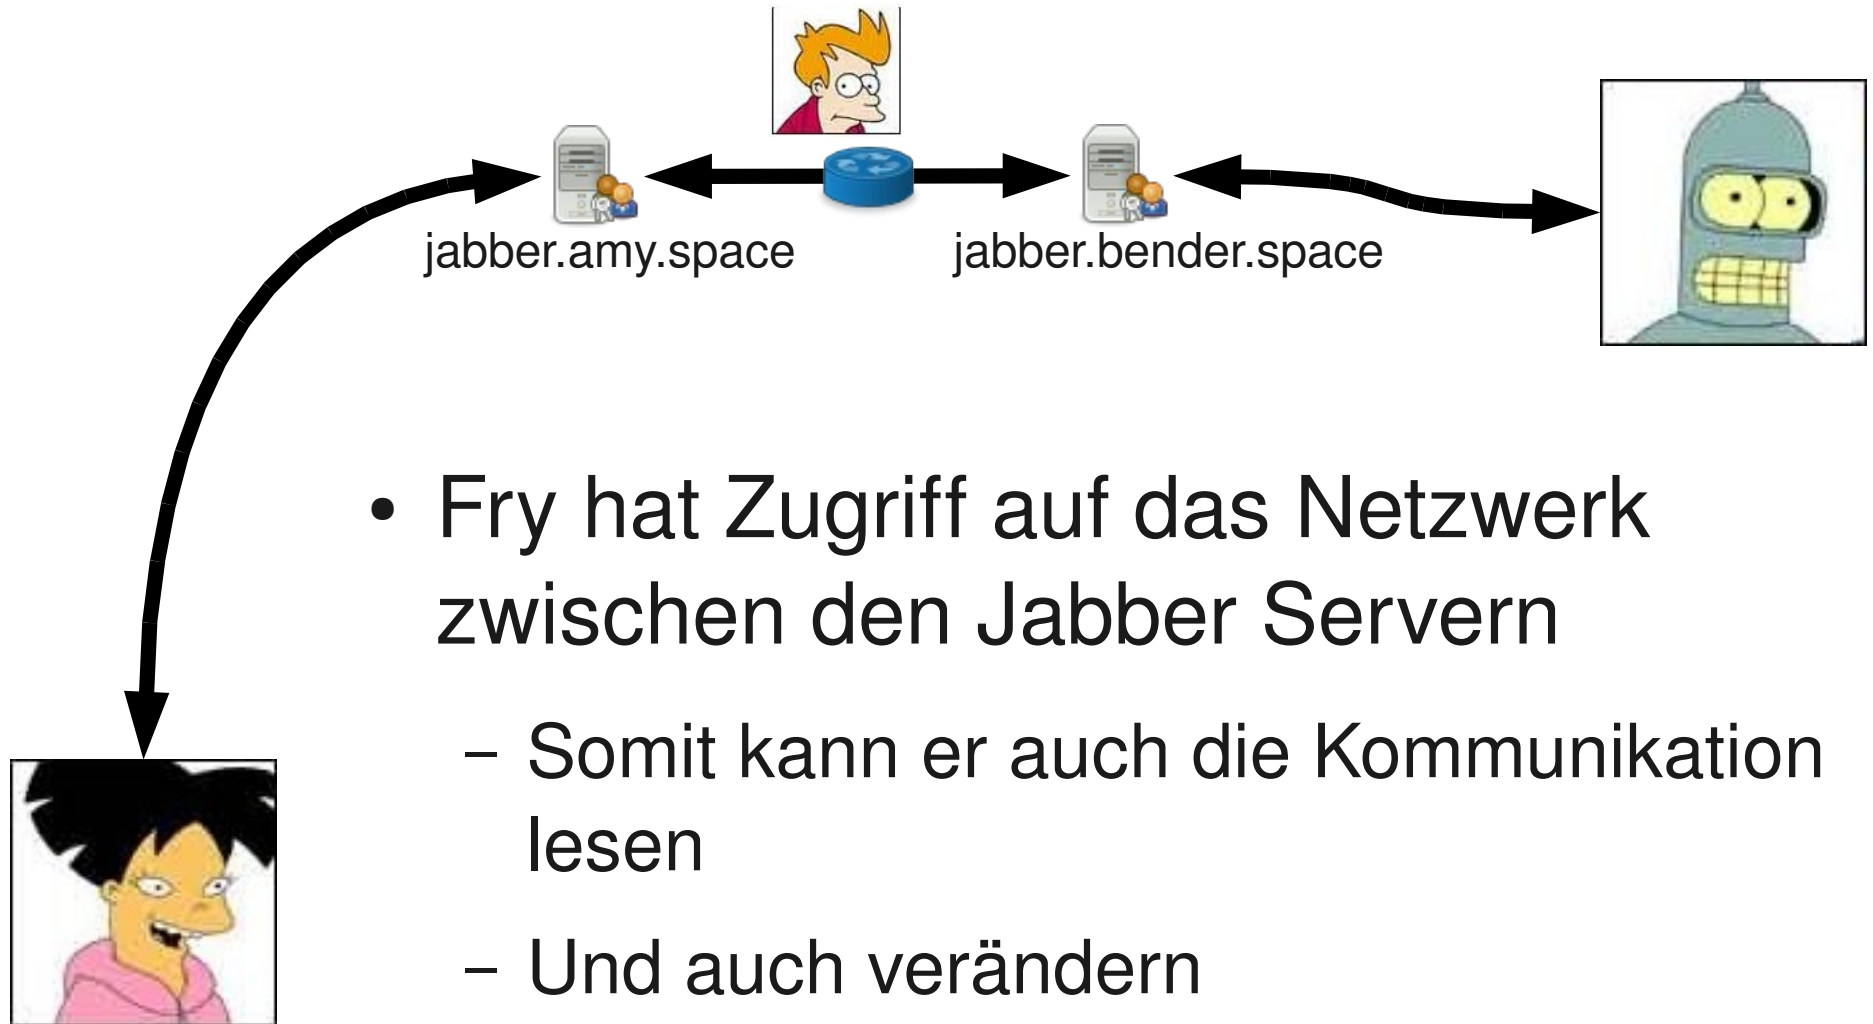 jabber.amy.space
jabber.bender.space
• Fry hat Zugriff auf das Netzwerk
zwischen den Jabber Servern
– Somit kann er auch die Kommunikation
lesen
– Und auch verändern